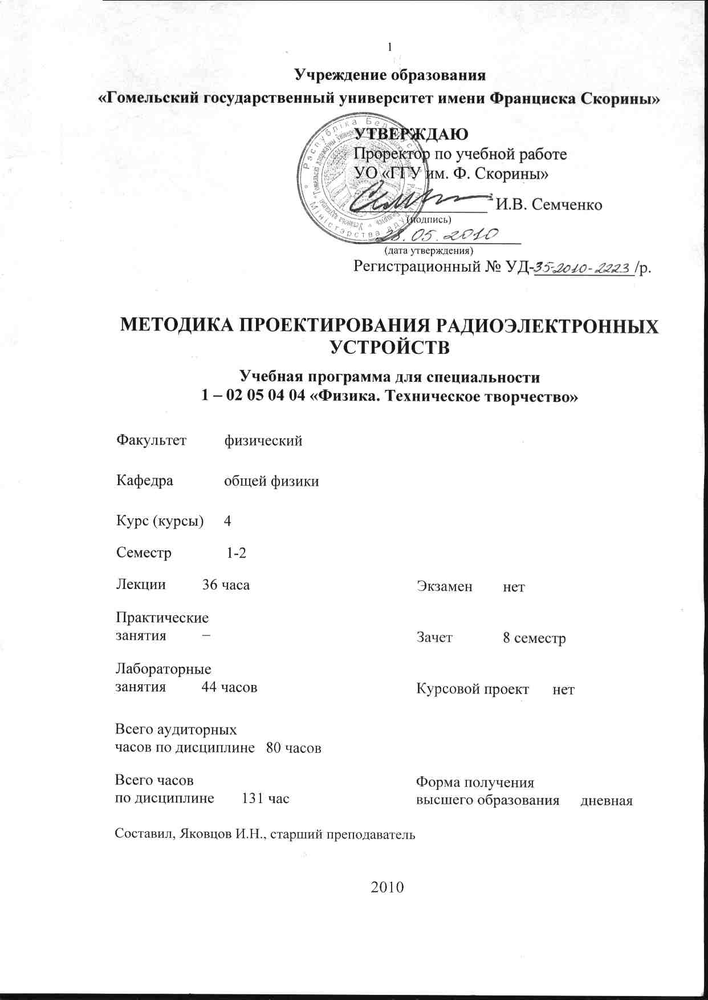 1
Учреждение образования
«Гомельский государственный университет имени Франциска Скорины»
УТВЕРЖДАЮ
Проректор по учебной работе
УО «ГГУ им. Ф. Скорины»
И.В. Семченко
(подпись)
28.05.2010
(дата утверждения)
Регистрационный № УД-35-2010-2223/р.
МЕТОДИКА ПРОЕКТИРОВАНИЯ РАДИОЭЛЕКТРОННЫХ
УСТРОЙСТВ
Учебная программа для специальности
1 – 02 05 04 04 «Физика. Техническое творчество»
Факультет физический
Кафедра общей физики
Курс (курсы) 4
Семестр 1-2
Лекции 36 часа Экзамен нет
Практические
занятия – Зачет 8 семестр
Лабораторные
занятия 44 часов Курсовой проект нет
Всего аудиторных
часов по дисциплине 80 часов
Всего часов Форма получения
по дисциплине 131 час высшего образования дневная
Составил, Яковцов И.Н., старший преподаватель
2010
Рэспубліка Беларусь
Міністэрства адукацыі